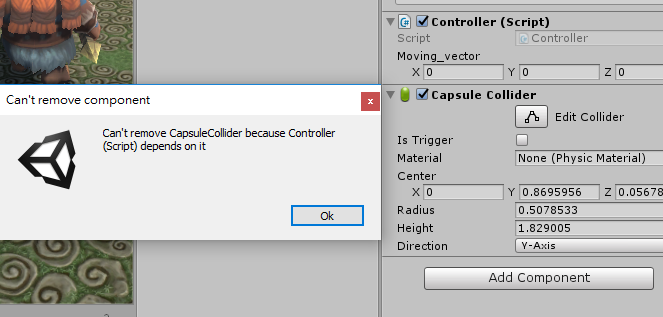 Controller (Script)
Script Controller
Moving_vector
X 0 Y 0 Z 0
Can't remove component x
Can't remove CapsuleCollider because Controller
(Script) depends on it
Ok
Capsule Collider
Edit Collider
Is Trigger
Material None (Physic Material)
Center
X 0 Y 0.8695956 Z 0.05678
Radius 0.5078533
Height 1.829005
Direction Y-Axis
Add Component
2